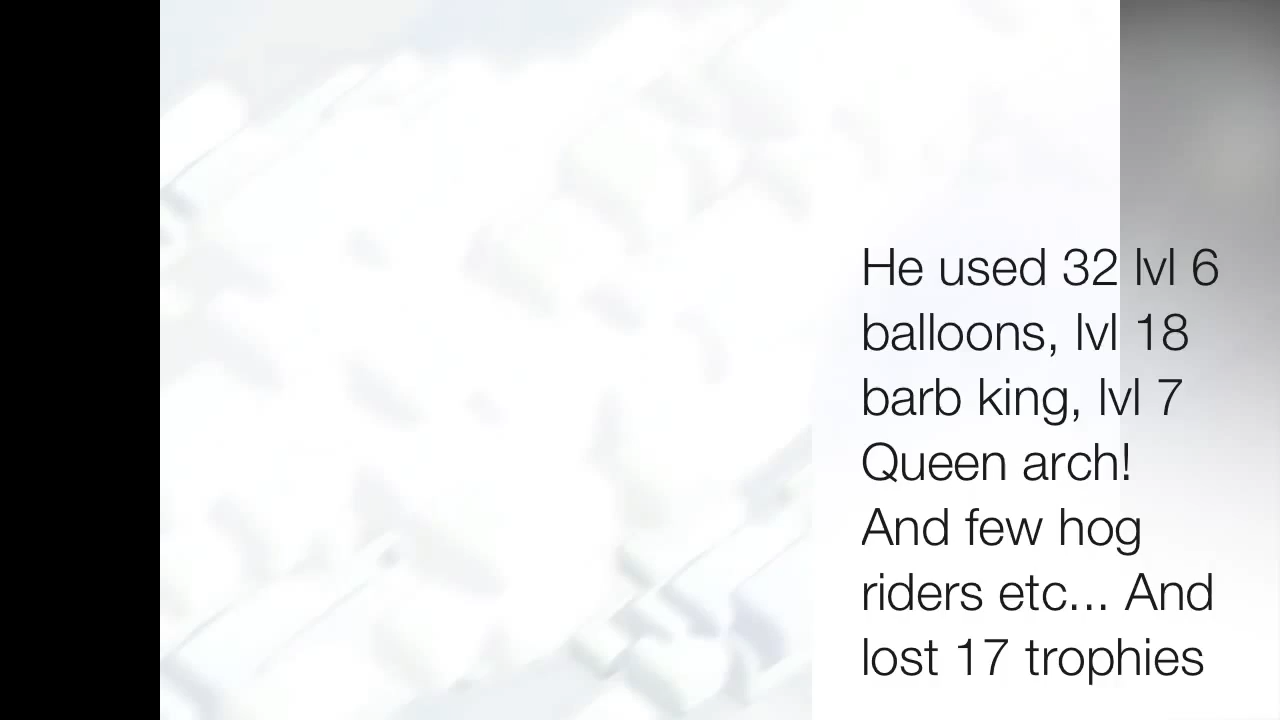 He used 32 lvl 6
balloons, lvl 18
barb king, lvl 7
Queen arch!
And few hog
riders etc... And
lost 17 trophies